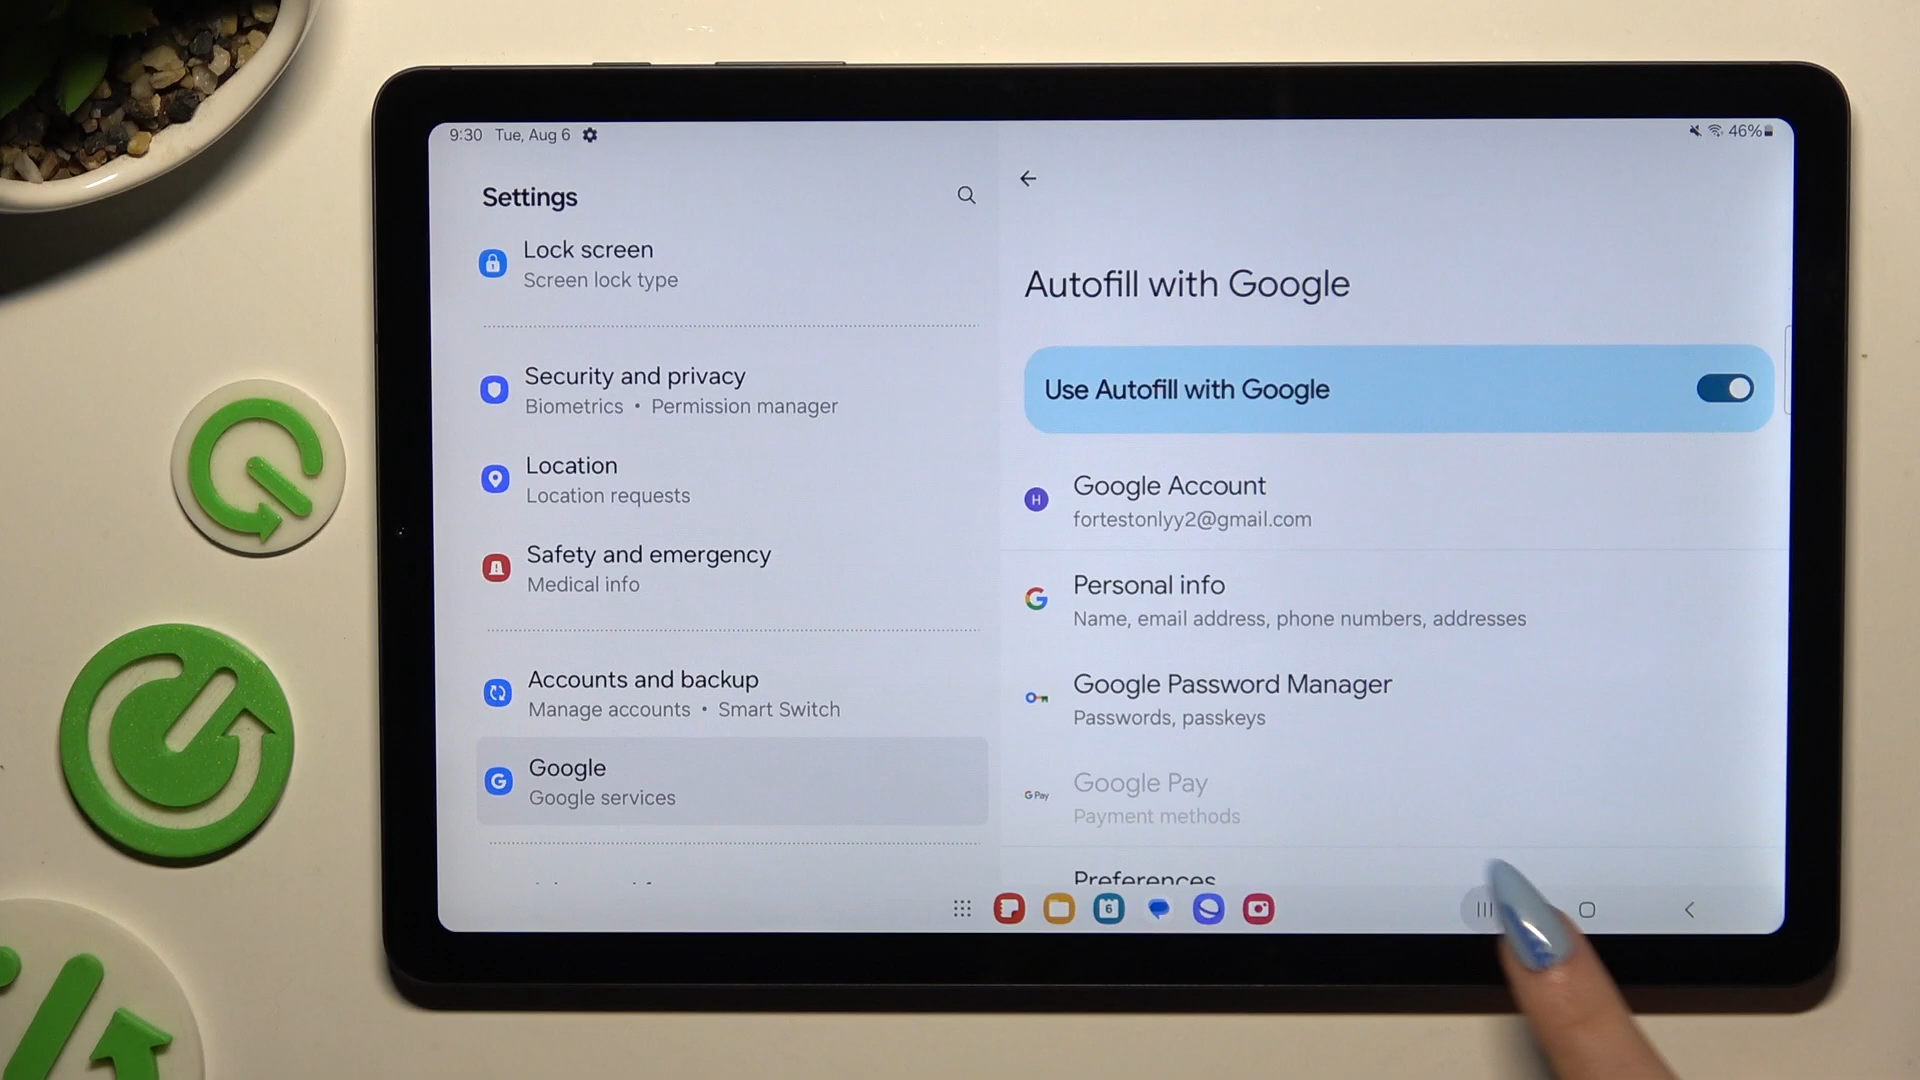 9:30 Tue, Aug 6
46%
Settings
Lock screen
Screen lock type
Security and privacy
Biometrics • Permission manager
Location
Location requests
Safety and emergency
Medical info
Accounts and backup
Manage accounts • Smart Switch
G
Google
Google services
Autofill with Google
Use Autofill with Google
H
Google Account
fortestonlyy2@gmail.com
G
Personal info
Name, email address, phone numbers, addresses
Google Password Manager
Passwords, passkeys
G Pay
Google Pay
Payment methods
Preferences
6